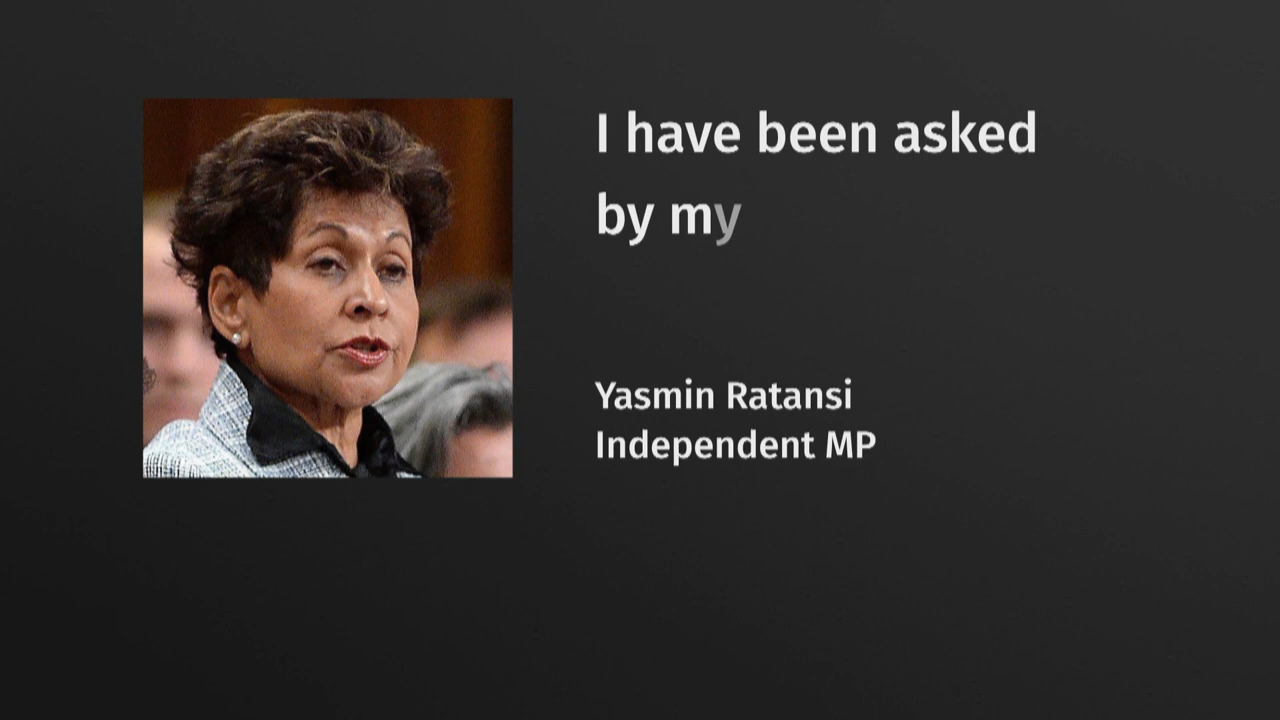 I have been asked
by my
Yasmin Ratansi
Independent MP